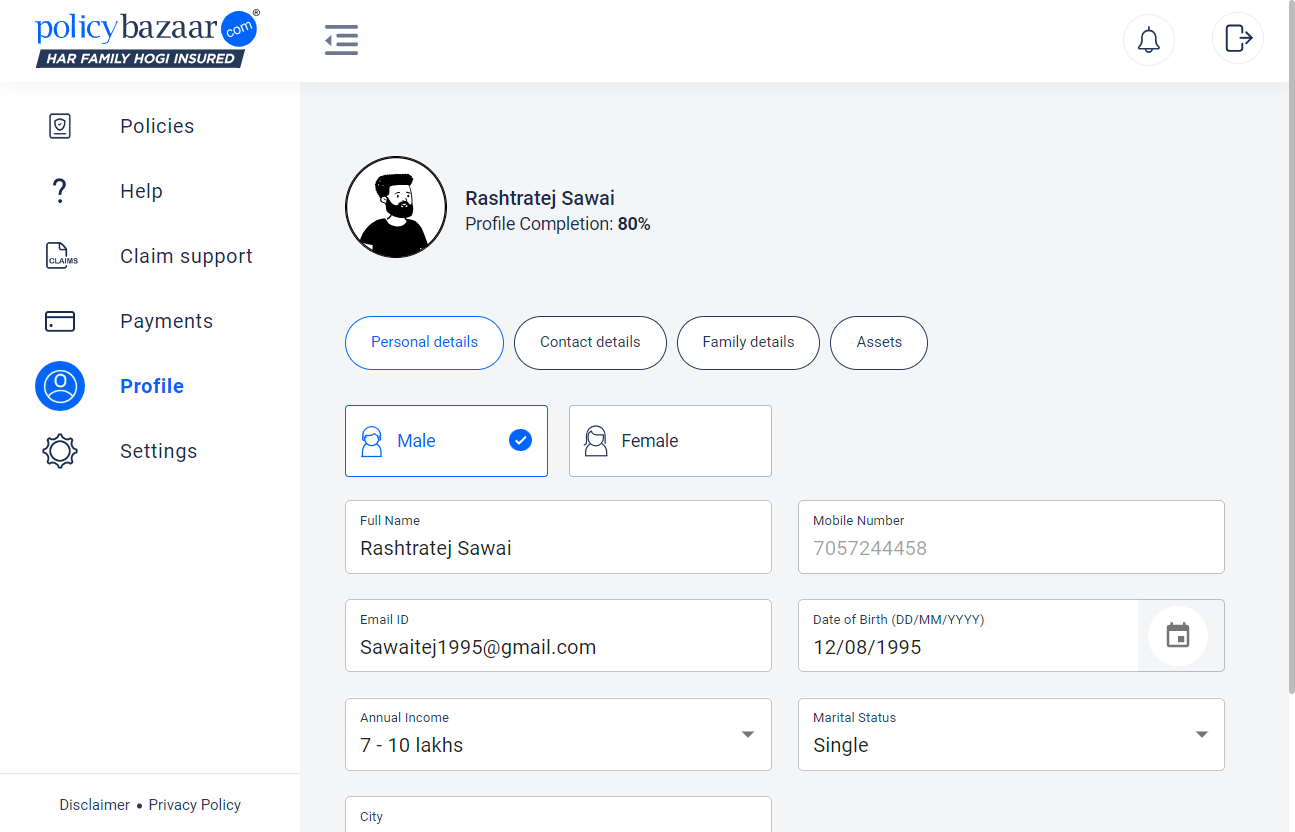 policybazaar com ®
HAR FAMILY HOGI INSURED
Policies
Help
CLAIMS
Claim support
Payments
Profile
Settings
Disclaimer • Privacy Policy
Rashtratej Sawai
Profile Completion: 80%
Personal details
Contact details
Family details
Assets
Male
Female
Full Name
Rashtratej Sawai
Mobile Number
7057244458
Email ID
Sawaitej1995@gmail.com
Date of Birth (DD/MM/YYYY)
12/08/1995
Annual Income
7 - 10 lakhs
Marital Status
Single
City